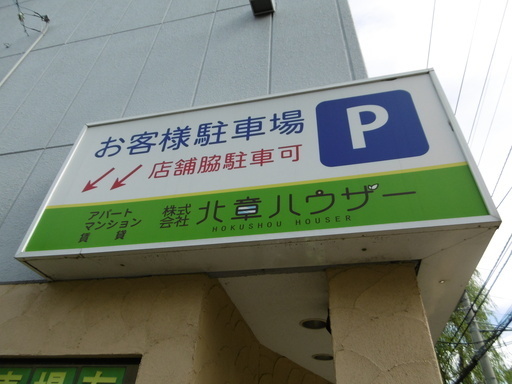 お客様駐車場
P
店舗脇駐車可
アパート
マンション
賃貸
株式
会社
北章ハウザー
HOKUSHOU HOUSER